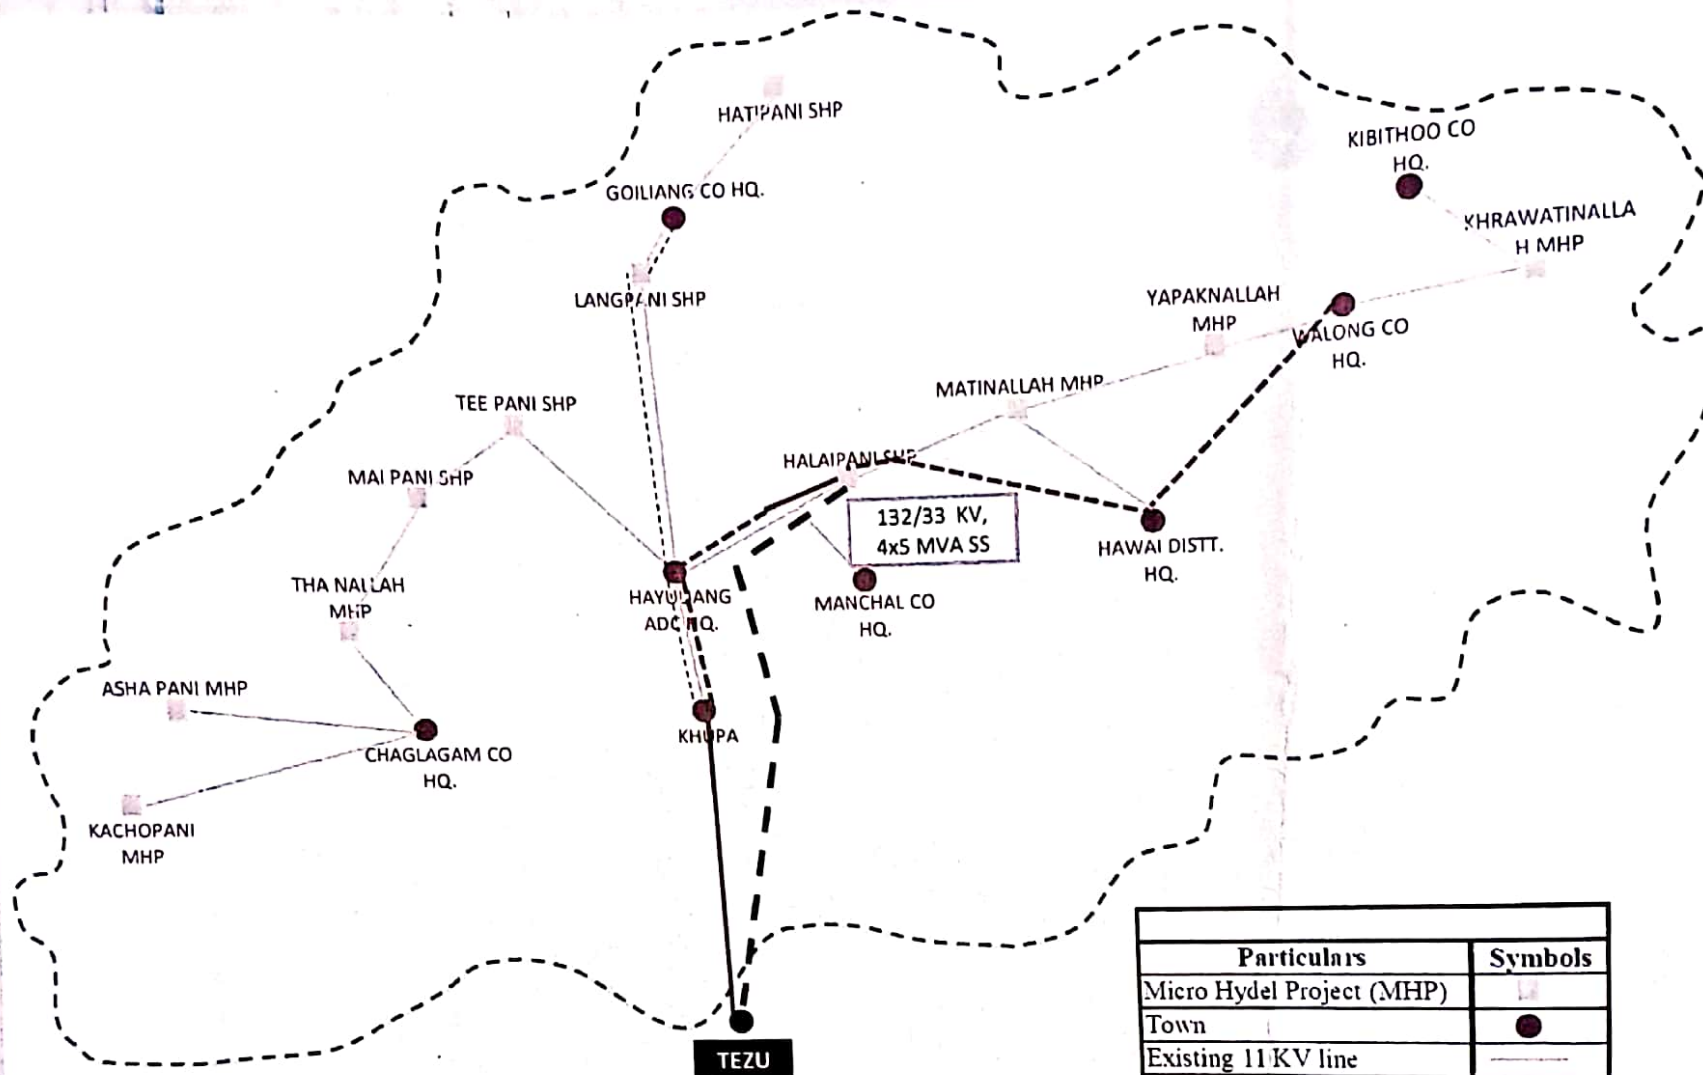 HATIPANI SHP
KIBITHOO CO
HQ.
GOILIANG CO HQ.
KHRAWATINALLA
H MHP
LANGPANI SHP
YAPAKNALLAH
MHP
WALONG CO
HQ.
MATINALLAH MHP
TEE PANI SHP
HALAIPANI SHP
MAI PANI SHP
132/33 KV,
4x5 MVA SS
HAWAI DISTT.
HQ.
THA NALLAH
MHP
HAYULIANG
ADC HQ.
MANCHAL CO
HQ.
ASHA PANI MHP
KHUPA
CHAGLAGAM CO
HQ.
KACHOPANI
MHP
TEZU
Particulars Symbols
Micro Hydel Project (MHP)
Town
Existing 11 KV line